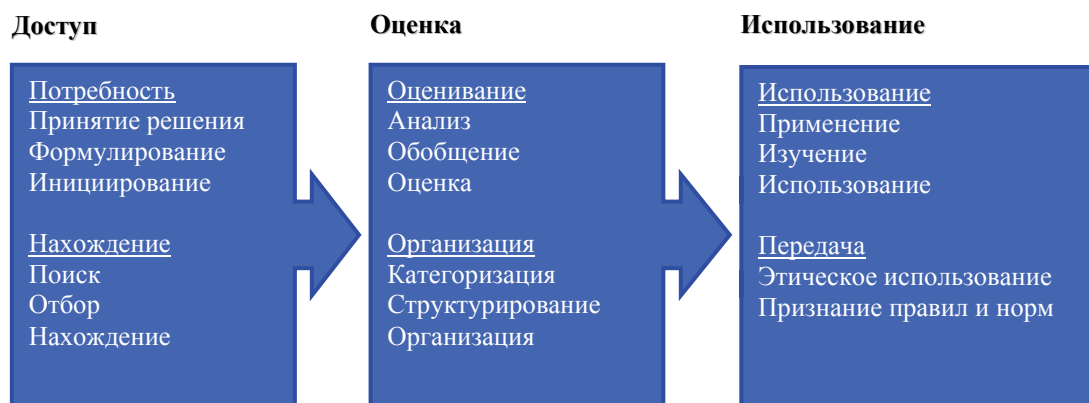 Доступ
Потребность
Принятие решения
Формулирование
Инициирование
Нахождение
Поиск
Отбор
Нахождение
Оценка
Оценивание
Анализ
Обобщение
Оценка
Организация
Категоризация
Структурирование
Организация
Использование
Использование
Применение
Изучение
Использование
Передача
Этическое использование
Признание правил и норм